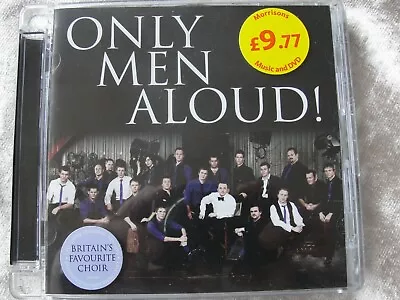 ONLY
MEN
ALOUD!
Morrisons
£9.77
Music and DVD
BRITAIN'S
FAVOURITE
CHOIR